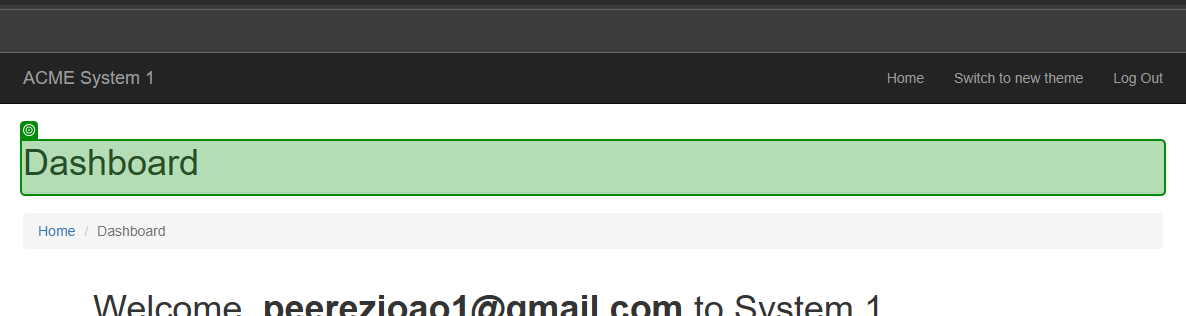 ACME System 1 Home Switch to new theme Log Out
Dashboard
Home / Dashboard
Welcome, peerezjoao1@gmail.com to System 1